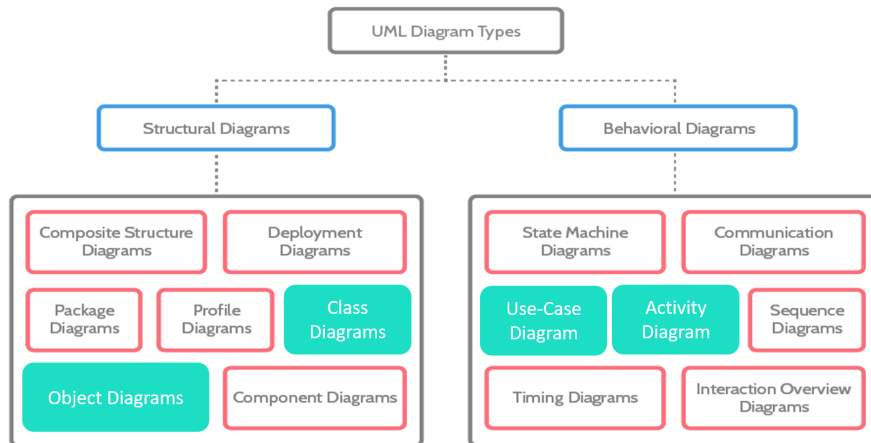 UML Diagram Types
Structural Diagrams
Behavioral Diagrams
Composite Structure
Diagrams
Deployment
Diagrams
Package
Diagrams
Profile
Diagrams
Class
Diagrams
Object Diagrams
Component Diagrams
State Machine
Diagrams
Communication
Diagrams
Use-Case
Diagram
Activity
Diagram
Sequence
Diagrams
Timing Diagrams
Interaction Overview
Diagrams